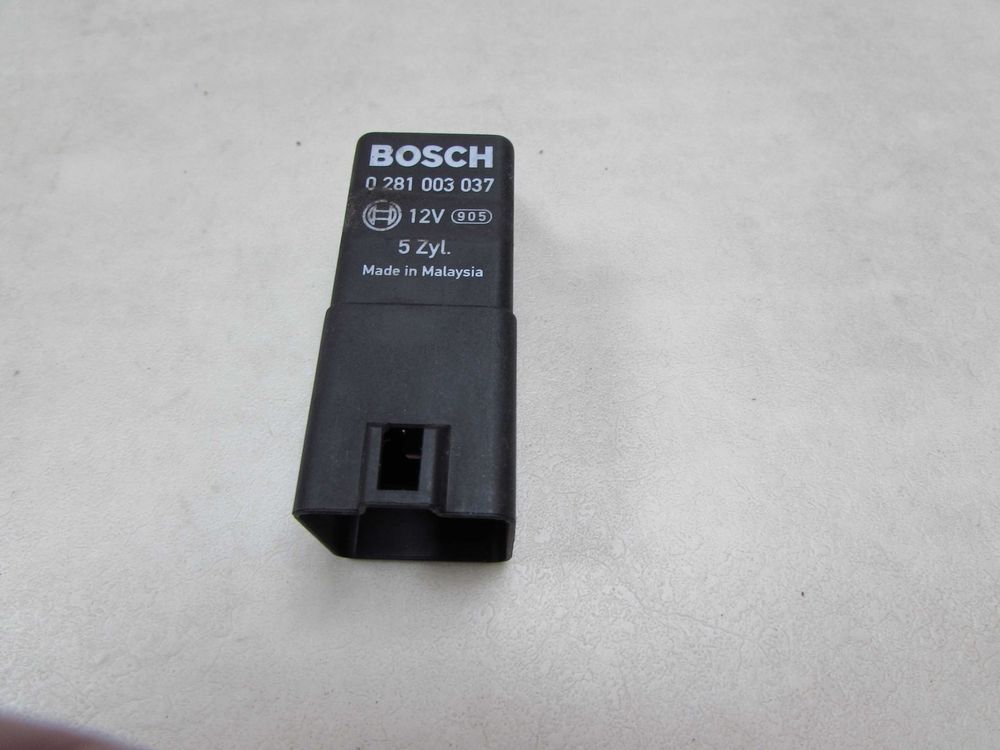 BOSCH
0 281 003 037
12V 905
5 Zyl.
Made in Malaysia